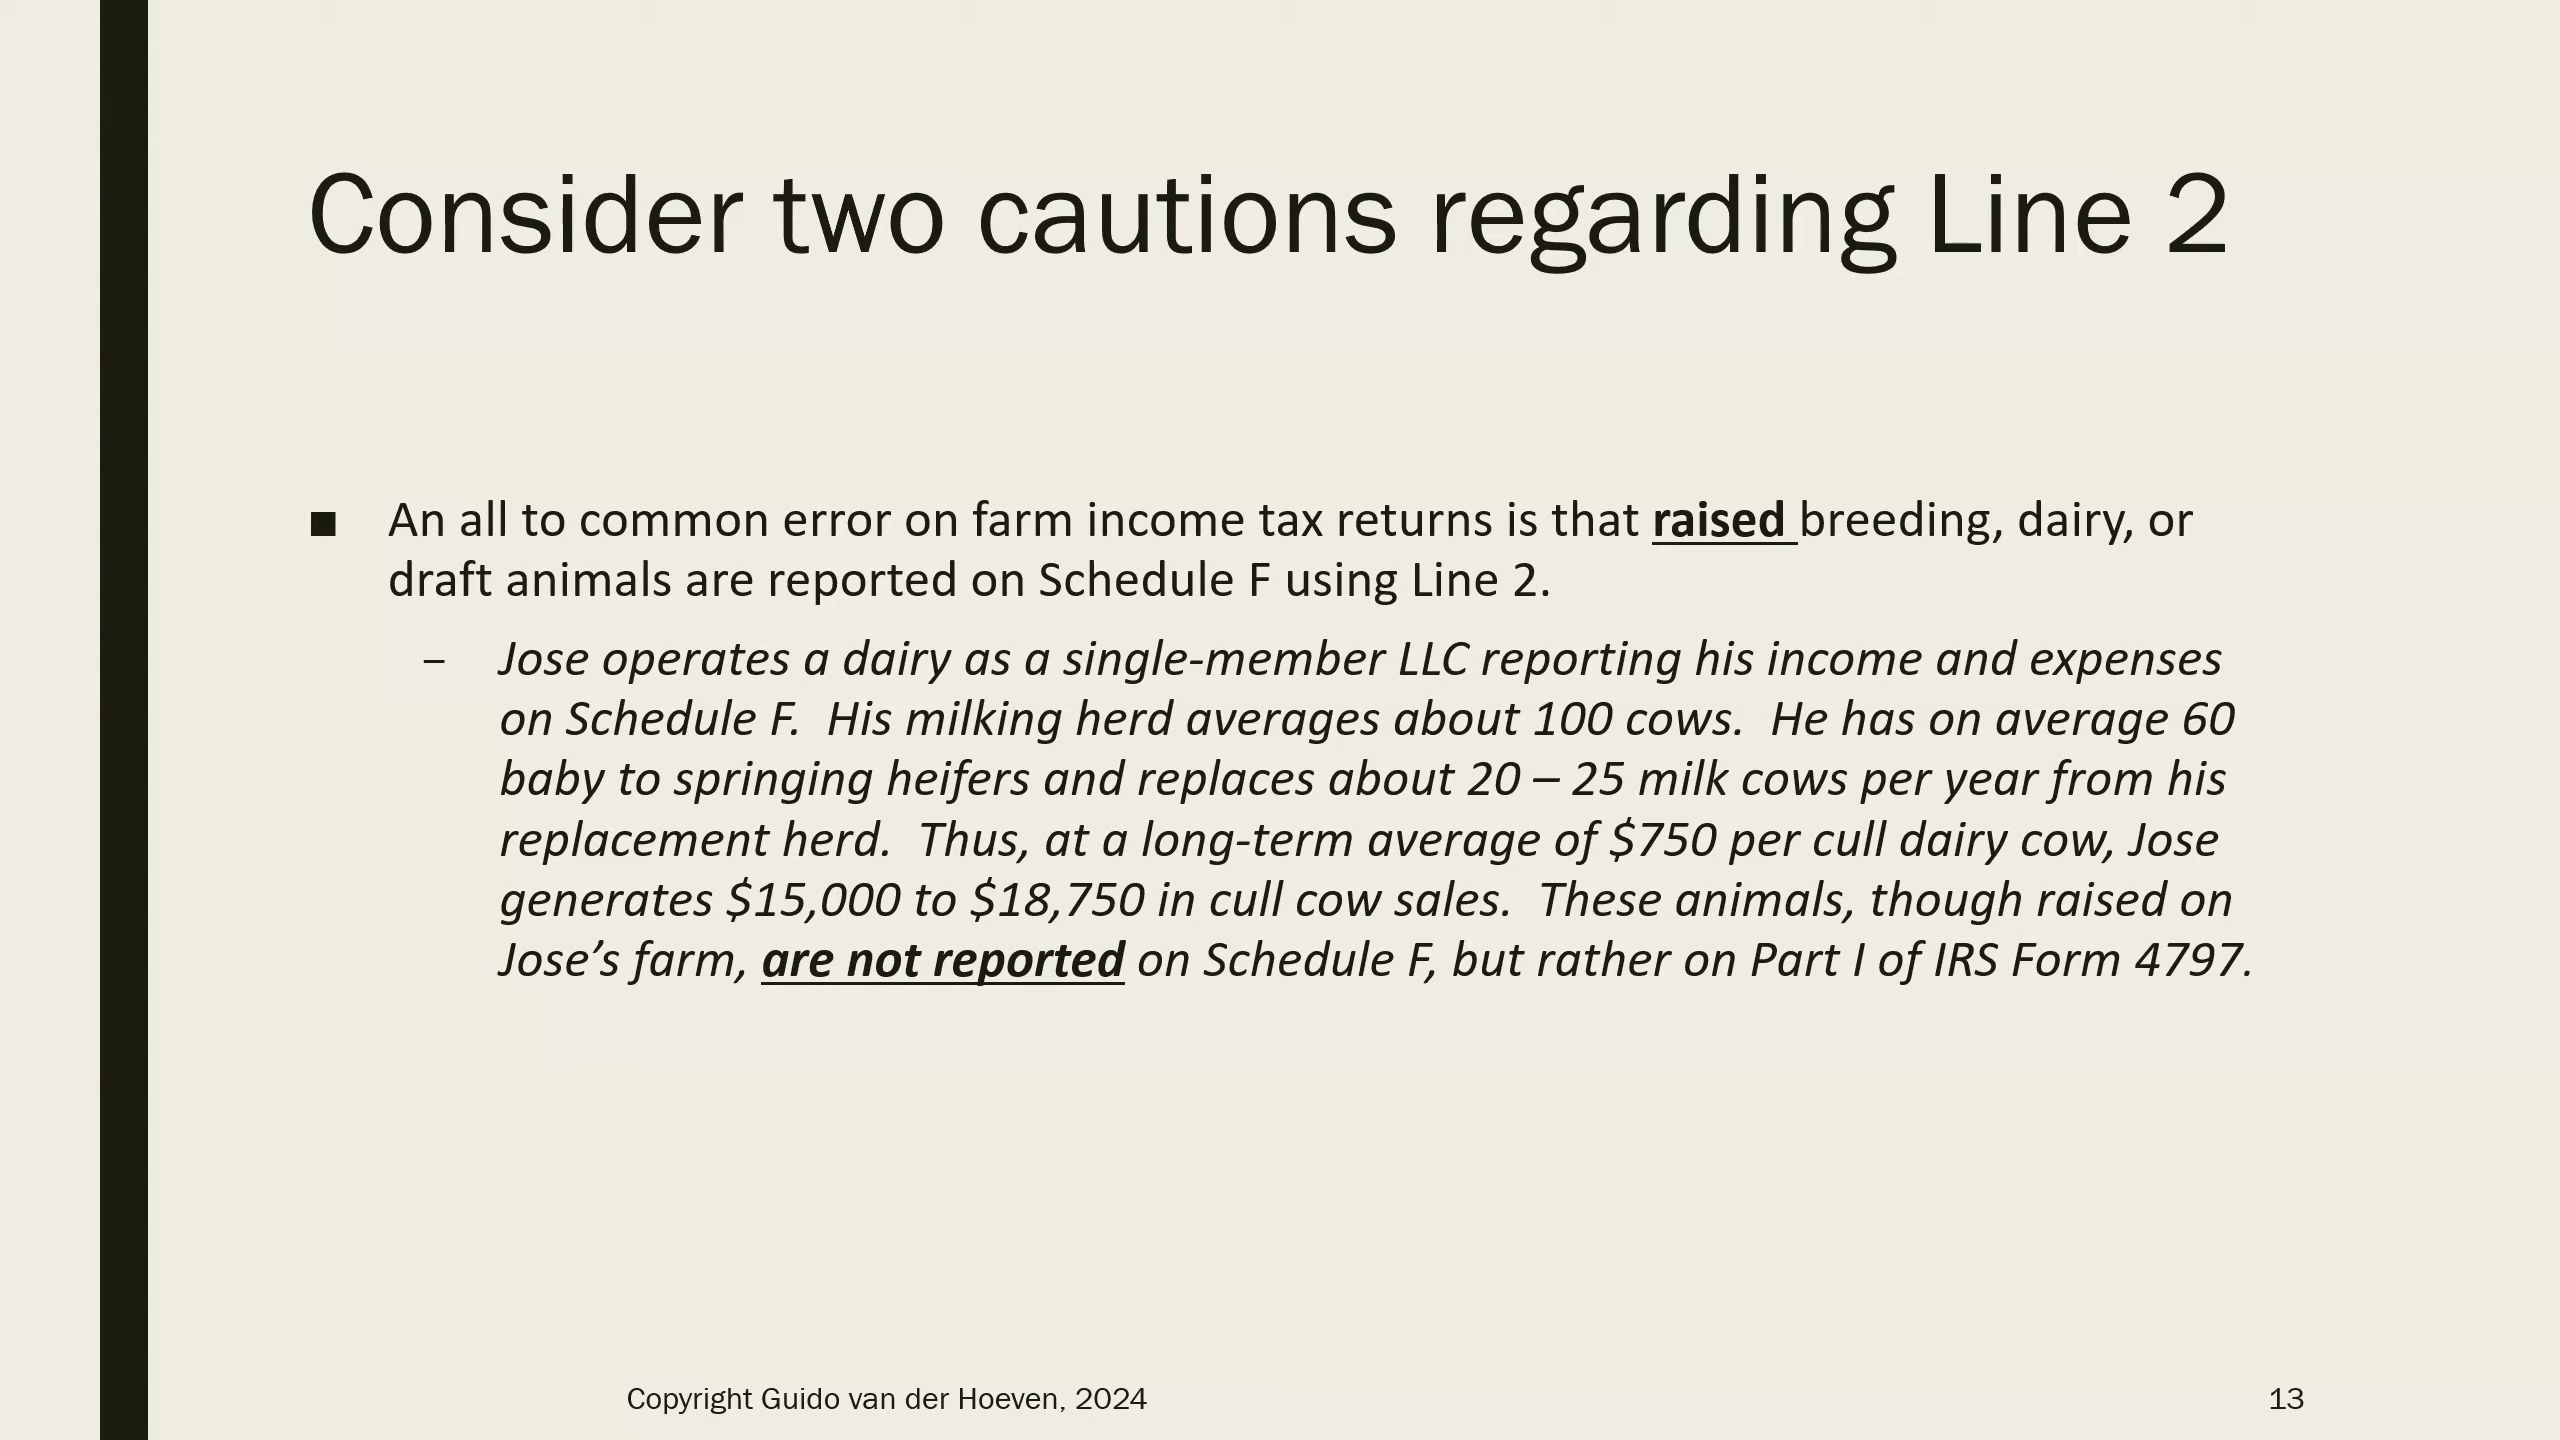 Consider two cautions regarding Line 2
■ An all to common error on farm income tax returns is that raised breeding, dairy, or
draft animals are reported on Schedule F using Line 2.
– Jose operates a dairy as a single-member LLC reporting his income and expenses
on Schedule F.  His milking herd averages about 100 cows.  He has on average 60
baby to springing heifers and replaces about 20 – 25 milk cows per year from his
replacement herd.  Thus, at a long-term average of $750 per cull dairy cow, Jose
generates $15,000 to $18,750 in cull cow sales.  These animals, though raised on
Jose’s farm, are not reported on Schedule F, but rather on Part I of IRS Form 4797.
Copyright Guido van der Hoeven, 2024
13